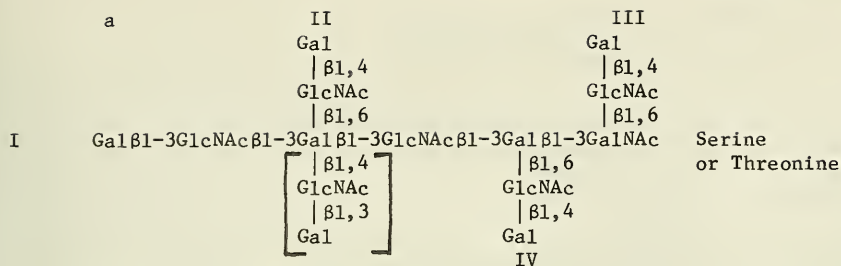 a II III
Gal Gal
| β1,4 | β1,4
GlcNAc GlcNAc
| β1,6 | β1,6
I Galβ1-3GlcNAcβ1-3Galβ1-3GlcNAcβ1-3Galβ1-3GalNAc Serine
| β1,4 | β1,6 or Threonine
GlcNAc GlcNAc
| β1,3 | β1,4
Gal Gal
IV